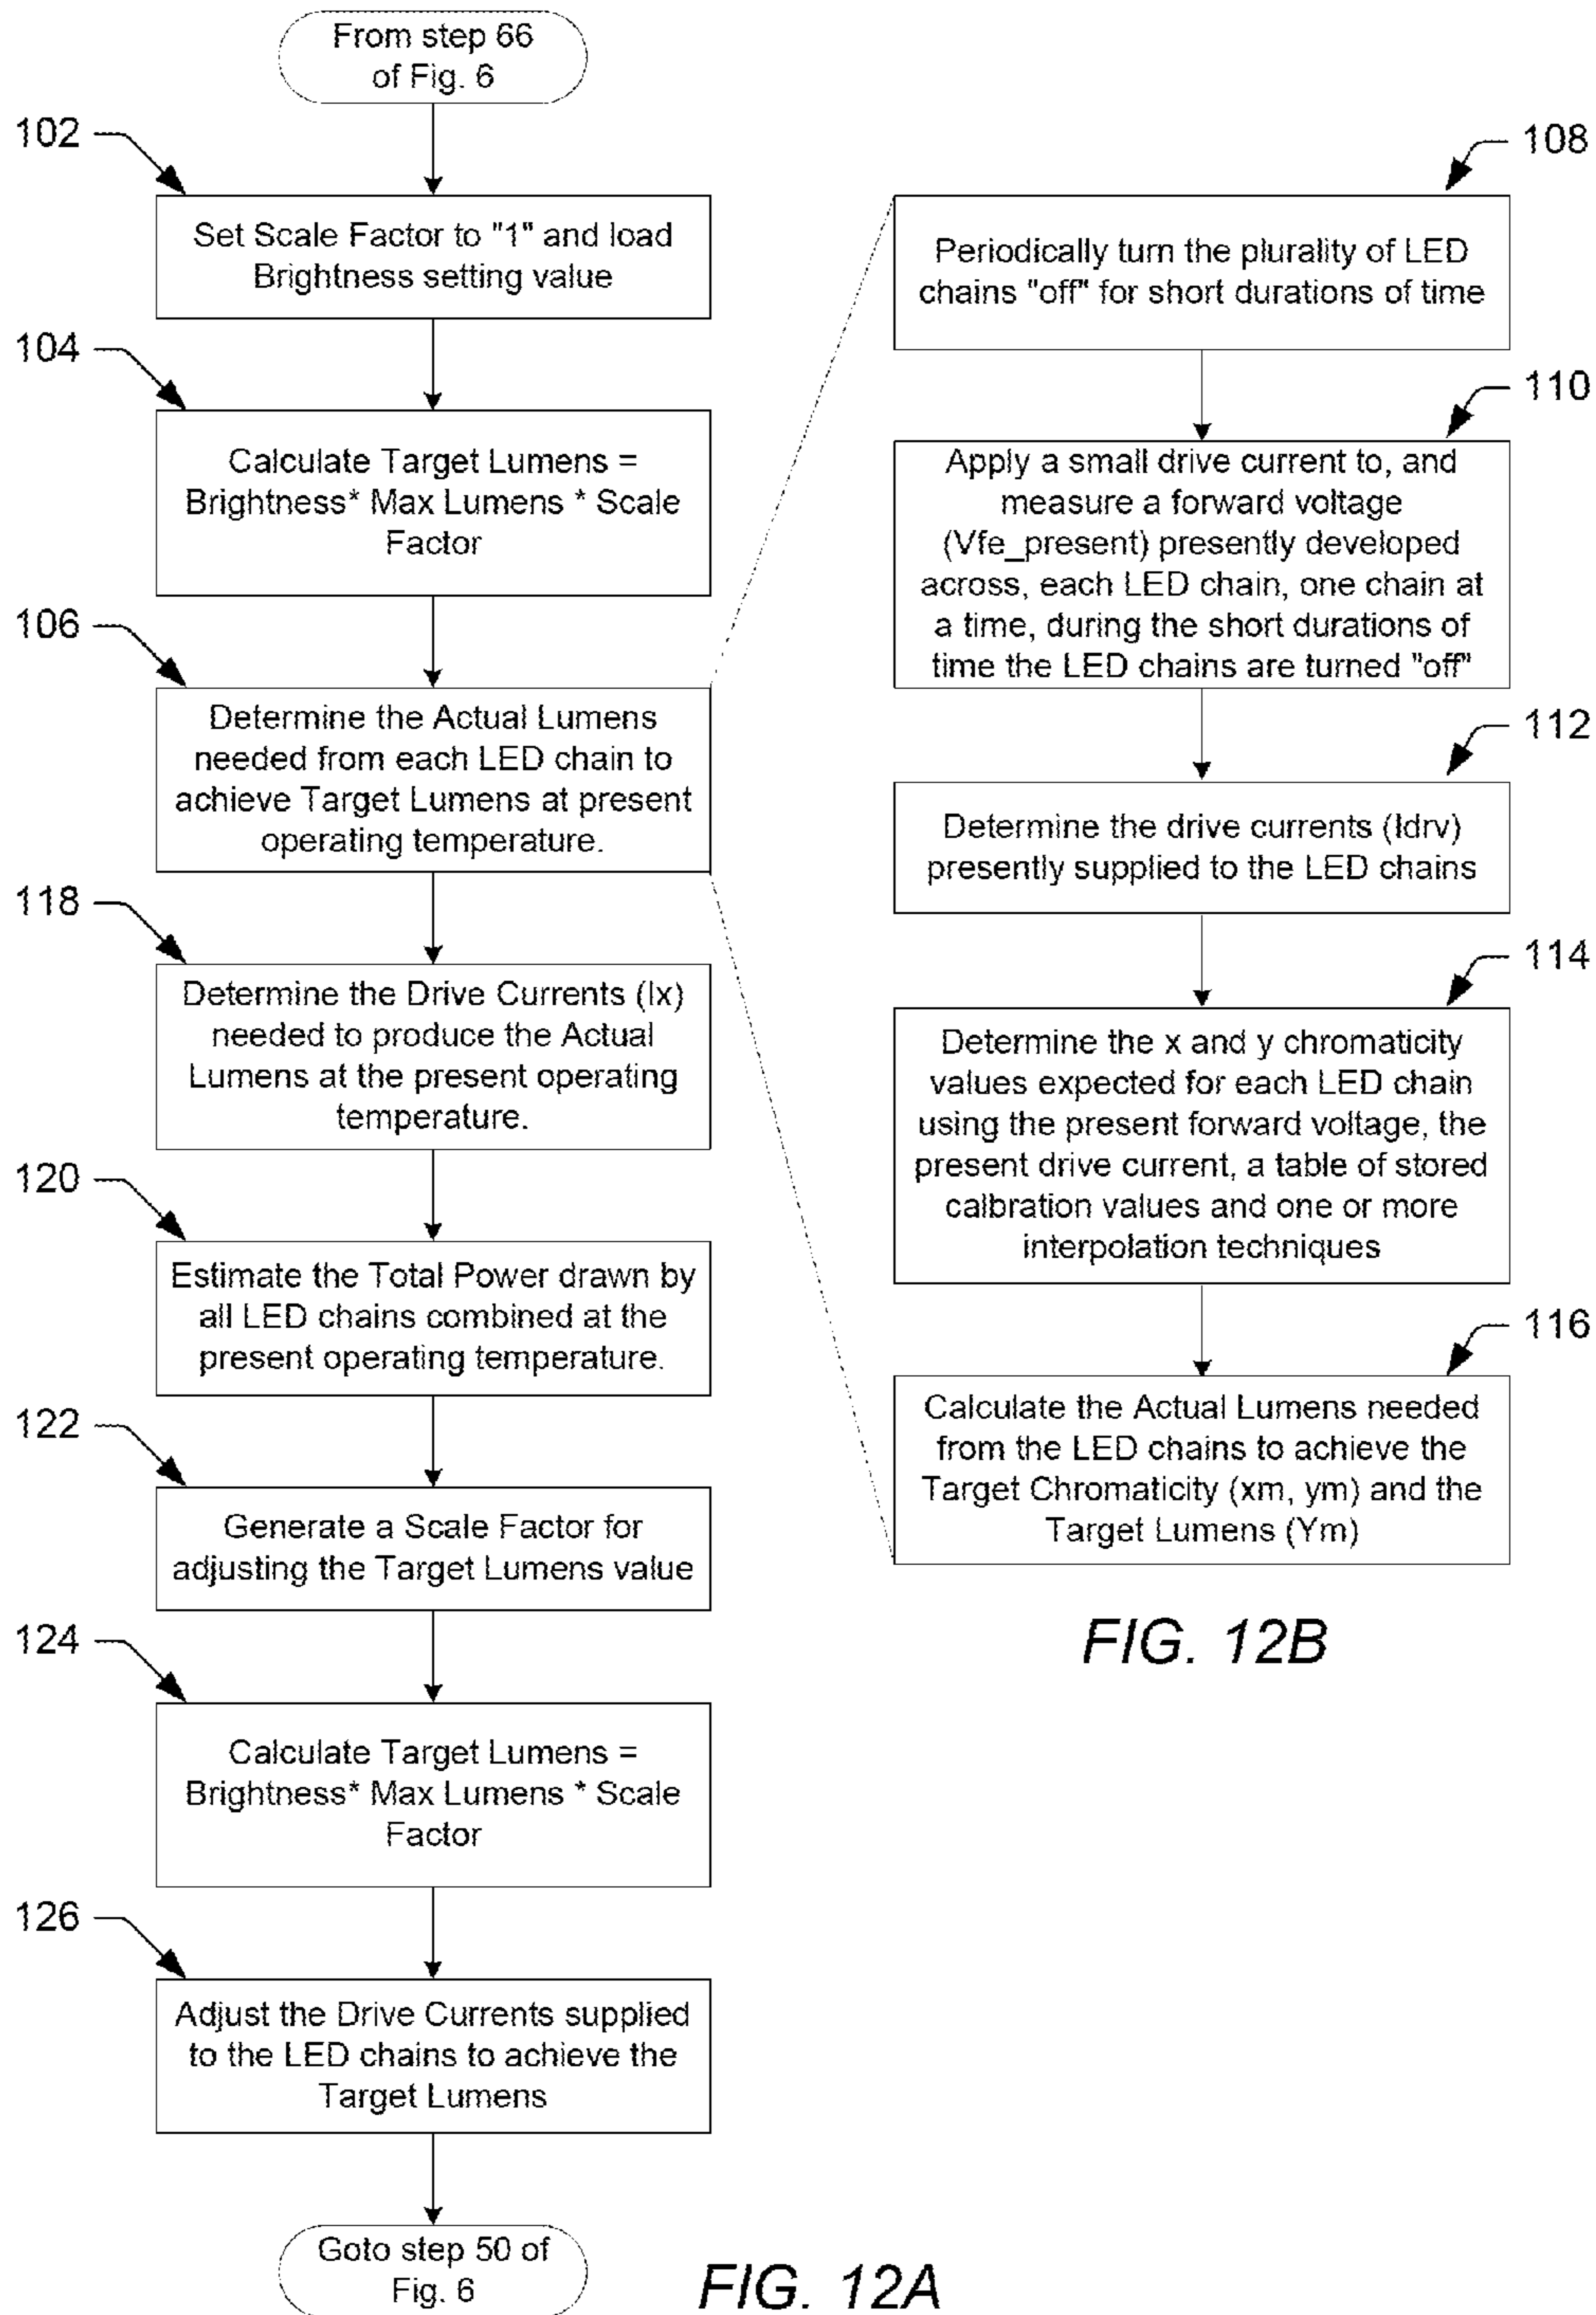 From step 66
of Fig. 6
102
Set Scale Factor to "1" and load
Brightness setting value
104
Calculate Target Lumens =
Brightness* Max Lumens * Scale
Factor
106
Determine the Actual Lumens
needed from each LED chain to
achieve Target Lumens at present
operating temperature.
118
Determine the Drive Currents (Ix)
needed to produce the Actual
Lumens at the present operating
temperature.
120
Estimate the Total Power drawn by
all LED chains combined at the
present operating temperature.
122
Generate a Scale Factor for
adjusting the Target Lumens value
124
Calculate Target Lumens =
Brightness* Max Lumens * Scale
Factor
126
Adjust the Drive Currents supplied
to the LED chains to achieve the
Target Lumens
Goto step 50 of
Fig. 6
FIG. 12A
108
Periodically turn the plurality of LED
chains "off" for short durations of time
110
Apply a small drive current to, and
measure a forward voltage
(Vfe_present) presently developed
across, each LED chain, one chain at
a time, during the short durations of
time the LED chains are turned "off"
112
Determine the drive currents (Idrv)
presently supplied to the LED chains
114
Determine the x and y chromaticity
values expected for each LED chain
using the present forward voltage, the
present drive current, a table of stored
calbration values and one or more
interpolation techniques
116
Calculate the Actual Lumens needed
from the LED chains to achieve the
Target Chromaticity (xm, ym) and the
Target Lumens (Ym)
FIG. 12B